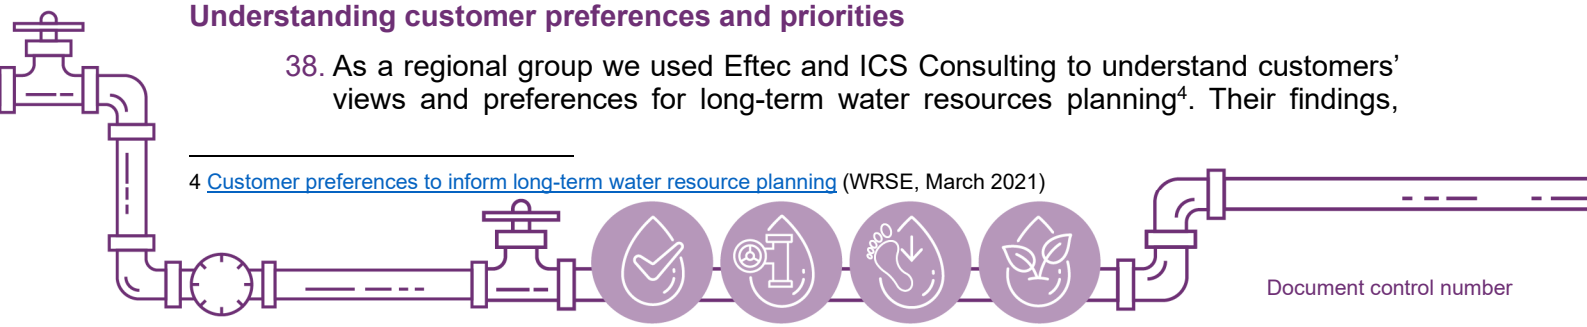 Understanding customer preferences and priorities
38. As a regional group we used Eftec and ICS Consulting to understand customers’
views and preferences for long-term water resources planning4. Their findings,
4 Customer preferences to inform long-term water resource planning (WRSE, March 2021)
Document control number